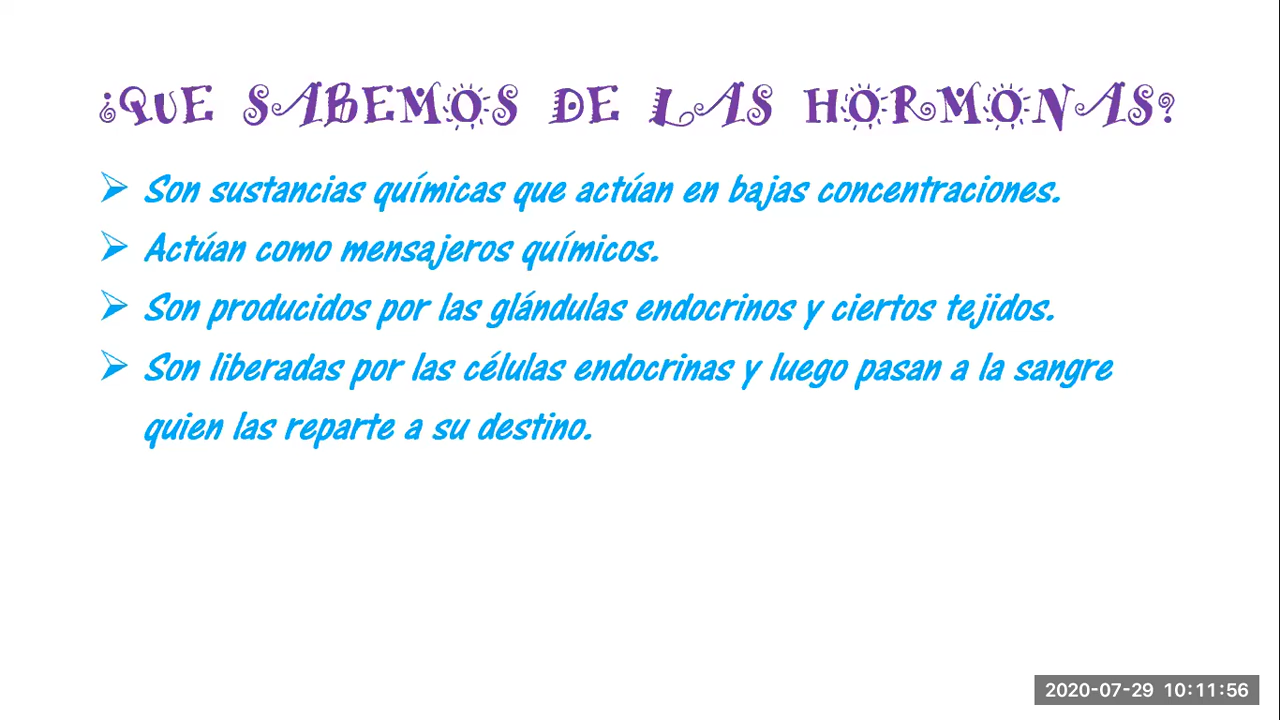 ¿QUE SABEMOS DE LAS HORMONAS?
Son sustancias químicas que actúan en bajas concentraciones.
Actúan como mensajeros químicos.
Son producidos por las glándulas endocrinos y ciertos tejidos.
Son liberadas por las células endocrinas y luego pasan a la sangre
quien las reparte a su destino.
2020-07-29 10:11:56